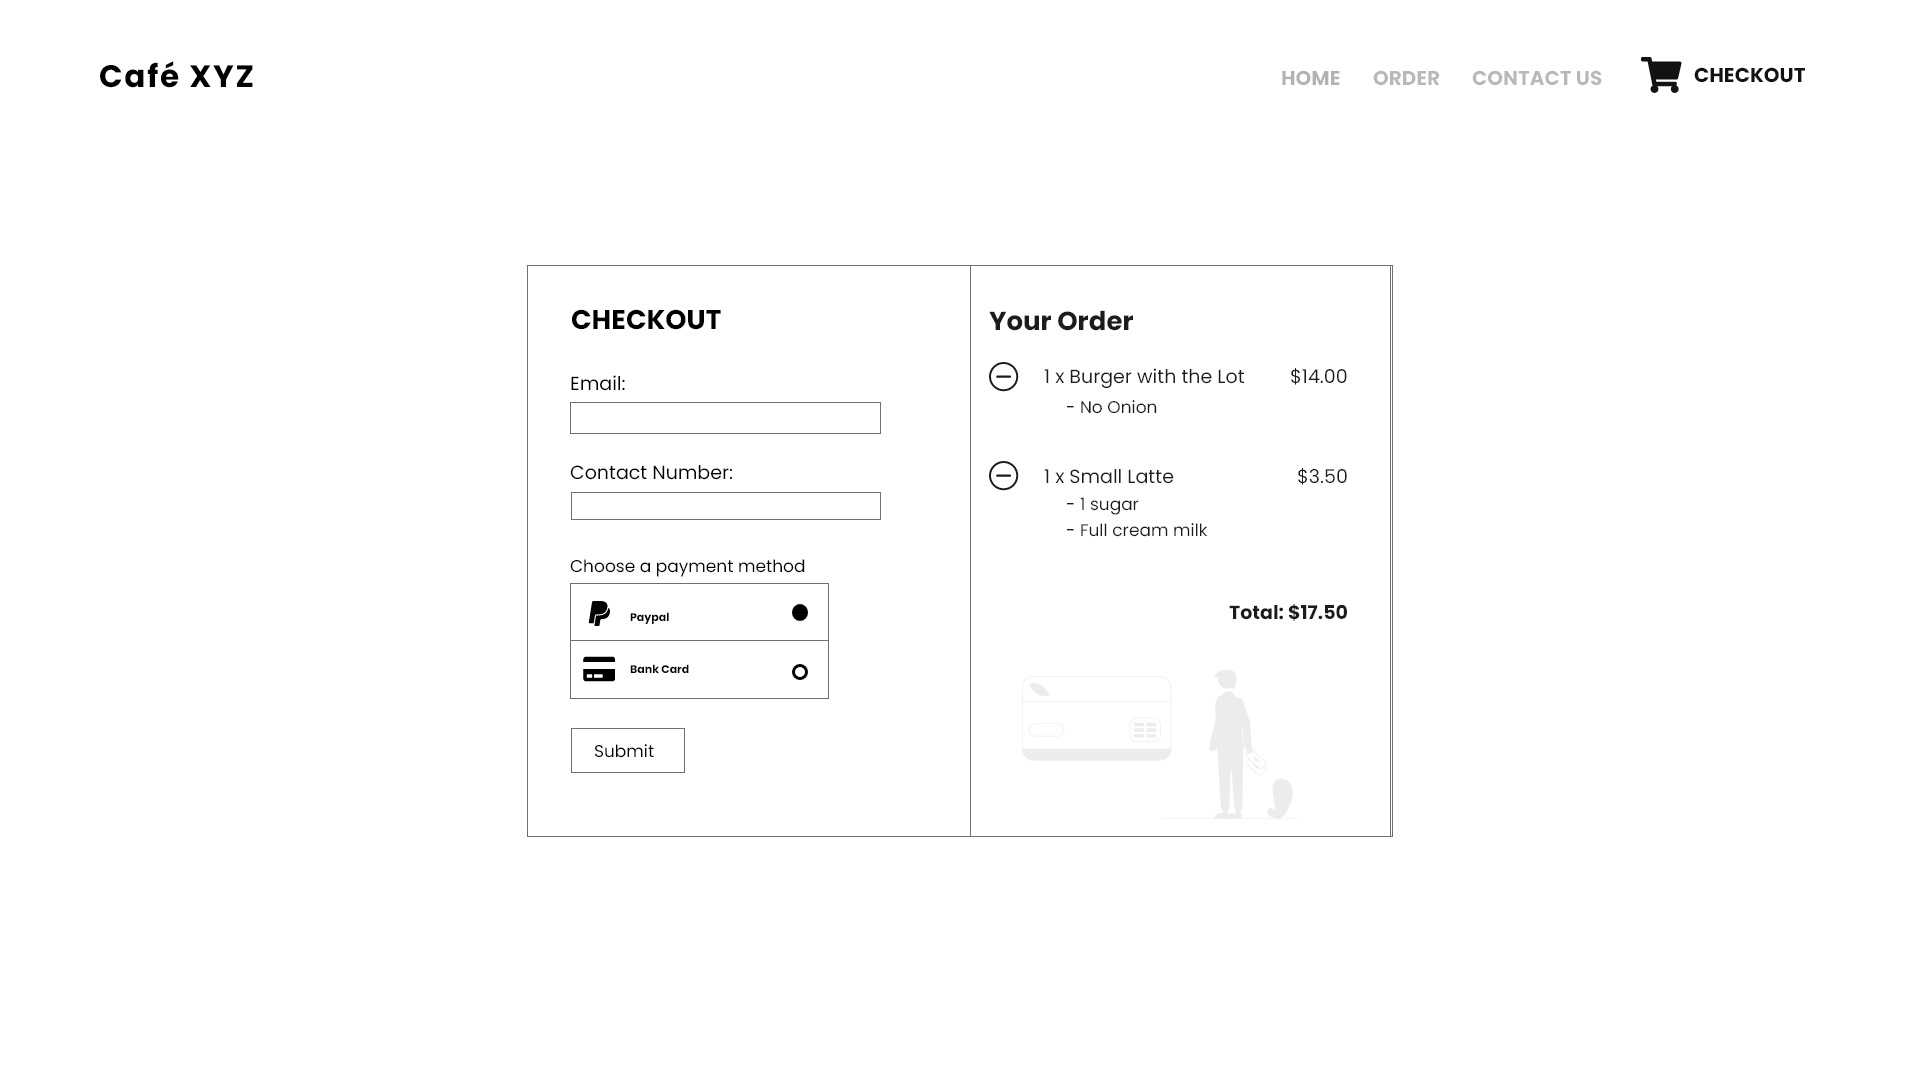 Café XYZ
HOME
ORDER
CONTACT US
CHECKOUT
CHECKOUT
Email:
Contact Number:
Choose a payment method
Paypal
Bank Card
Submit
Your Order
1 x Burger with the Lot $14.00
- No Onion
1 x Small Latte $3.50
- 1 sugar
- Full cream milk
Total: $17.50